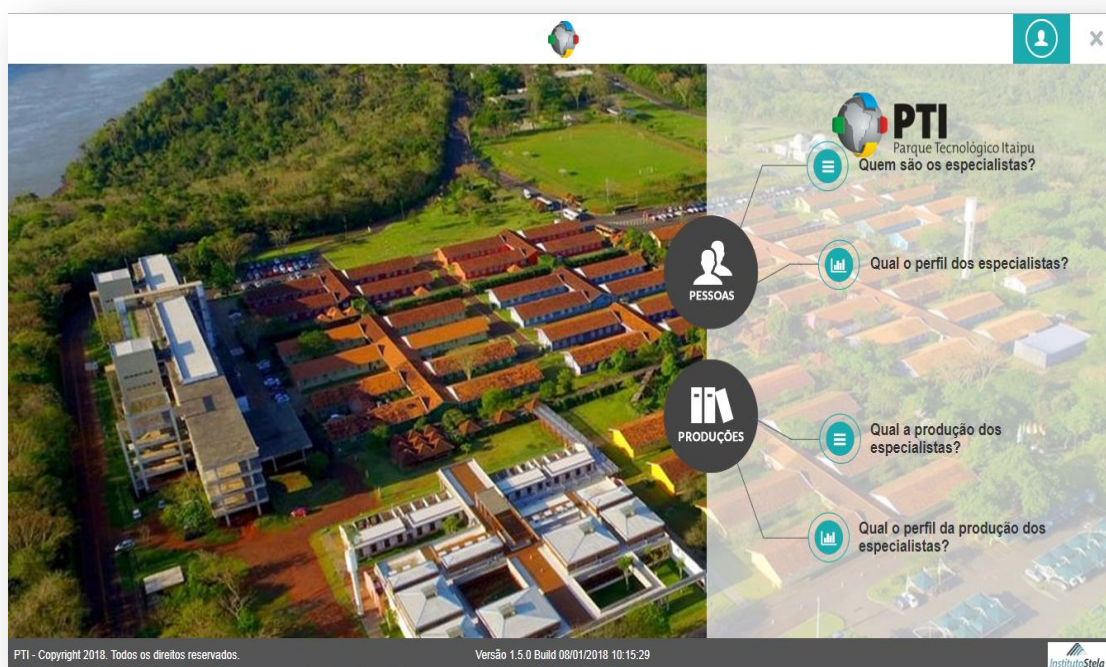 PTI
Parque Tecnológico Itaipu
Quem são os especialistas?
Qual o perfil dos especialistas?
PESSOAS
PRODUÇÕES
Qual a produção dos
especialistas?
Qual o perfil da produção dos
especialistas?
PTI - Copyright 2018. Todos os direitos reservados.
Versão 1.5.0 Build 08/01/2018 10:15:29
InstitutoStela